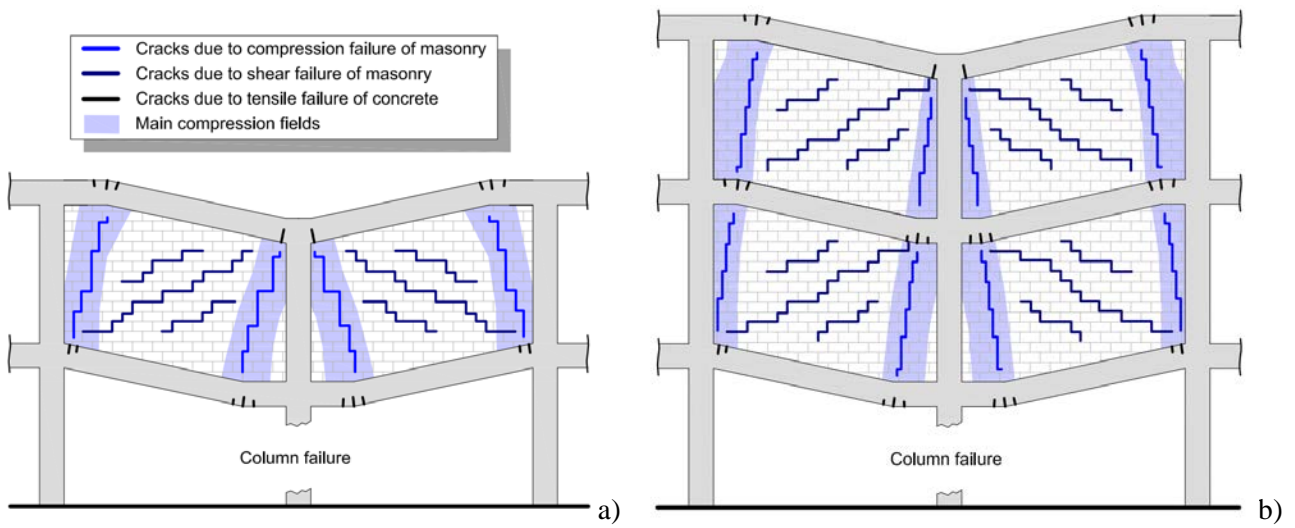 Cracks due to compression failure of masonry
Cracks due to shear failure of masonry
Cracks due to tensile failure of concrete
Main compression fields
Column failure
a)
Column failure
b)